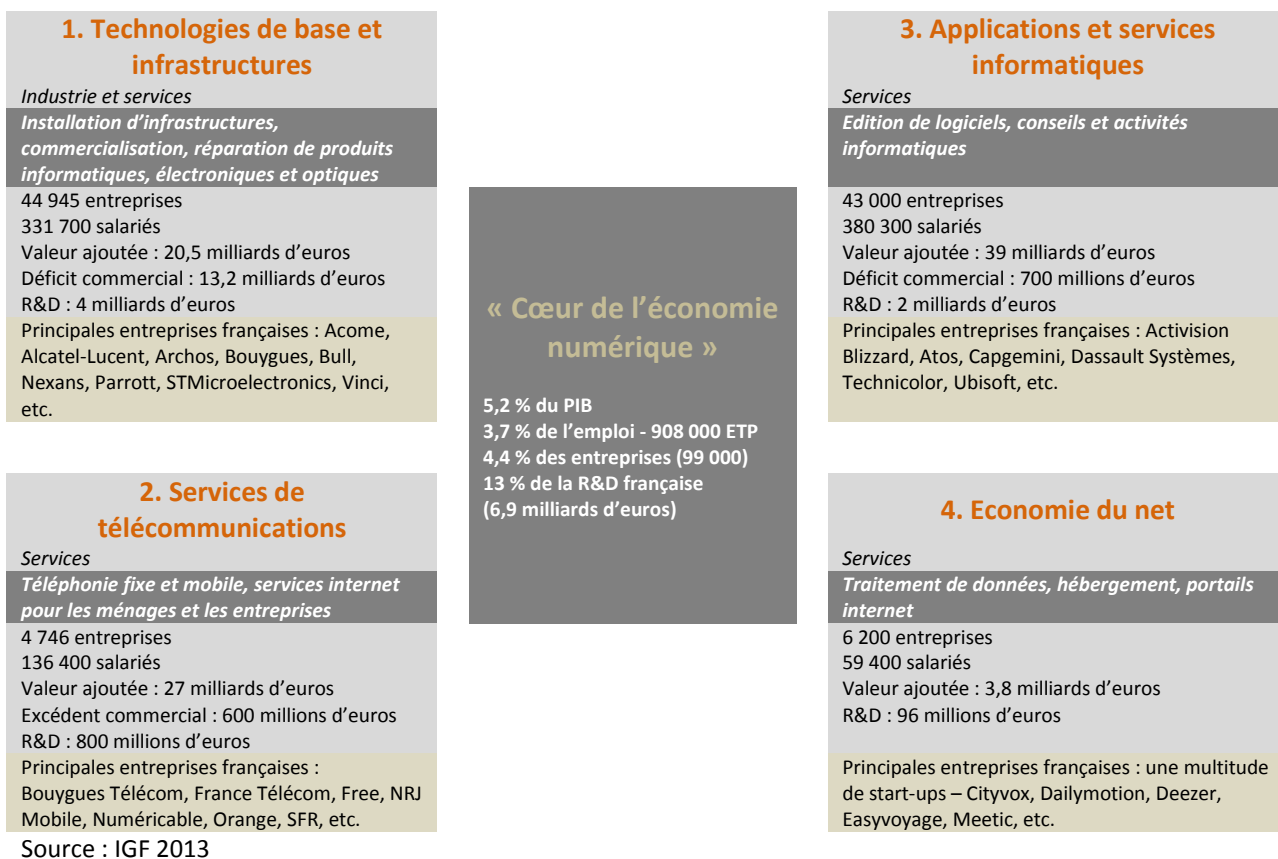 1. Technologies de base et
infrastructures
Industrie et services
Installation d’infrastructures,
commercialisation, réparation de produits
informatiques, électroniques et optiques
44 945 entreprises
331 700 salariés
Valeur ajoutée : 20,5 milliards d’euros
Déficit commercial : 13,2 milliards d’euros
R&D : 4 milliards d’euros
Principales entreprises françaises : Acome,
Alcatel-Lucent, Archos, Bouygues, Bull,
Nexans, Parrott, STMicroelectronics, Vinci,
etc.
2. Services de
télécommunications
Services
Téléphonie fixe et mobile, services internet
pour les ménages et les entreprises
4 746 entreprises
136 400 salariés
Valeur ajoutée : 27 milliards d’euros
Excédent commercial : 600 millions d’euros
R&D : 800 millions d’euros
Principales entreprises françaises :
Bouygues Télécom, France Télécom, Free, NRJ
Mobile, Numéricable, Orange, SFR, etc.
« Cœur de l’économie
numérique »
5,2 % du PIB
3,7 % de l’emploi - 908 000 ETP
4,4 % des entreprises (99 000)
13 % de la R&D française
(6,9 milliards d’euros)
3. Applications et services
informatiques
Services
Edition de logiciels, conseils et activités
informatiques
43 000 entreprises
380 300 salariés
Valeur ajoutée : 39 milliards d’euros
Déficit commercial : 700 millions d’euros
R&D : 2 milliards d’euros
Principales entreprises françaises : Activision
Blizzard, Atos, Capgemini, Dassault Systèmes,
Technicolor, Ubisoft, etc.
4. Economie du net
Services
Traitement de données, hébergement, portails
internet
6 200 entreprises
59 400 salariés
Valeur ajoutée : 3,8 milliards d’euros
R&D : 96 millions d’euros
Principales entreprises françaises : une multitude
de start-ups – Cityvox, Dailymotion, Deezer,
Easyvoyage, Meetic, etc.
Source : IGF 2013